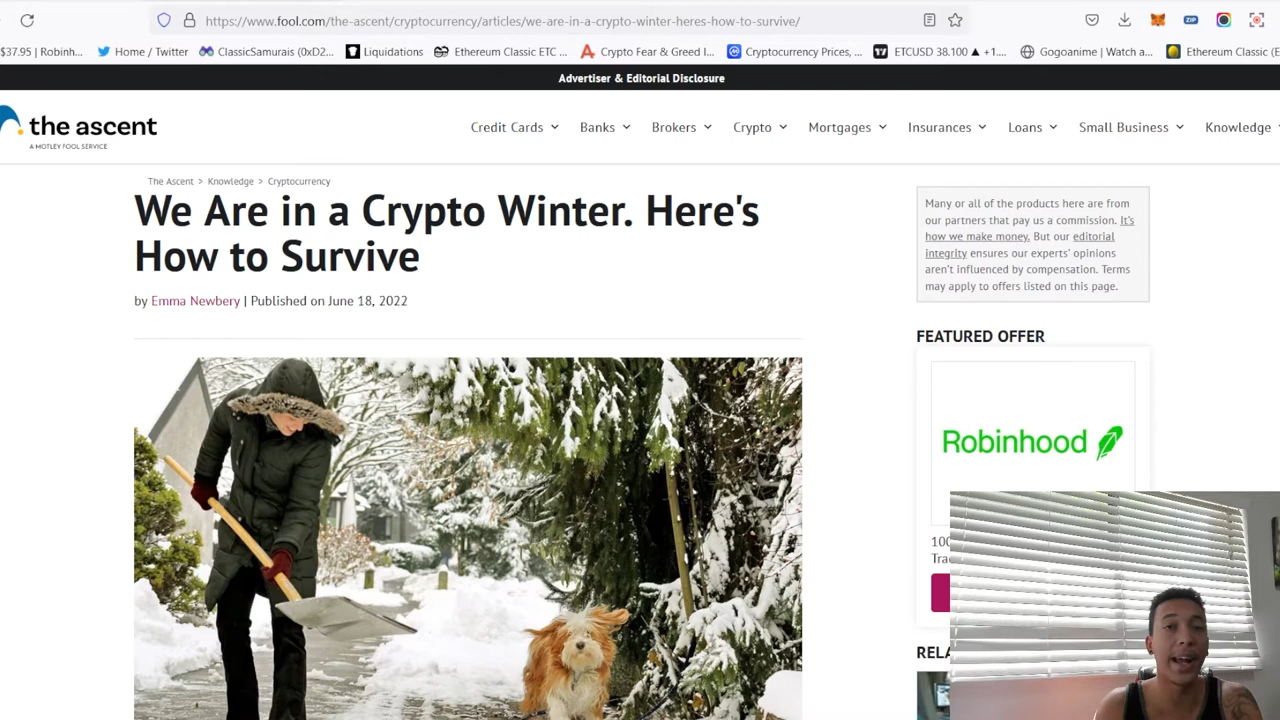 https://www.fool.com/the-ascent/cryptocurrency/articles/we-are-in-a-crypto-winter-heres-how-to-survive/
ZIP
$37.95 | Robinh... Home / Twitter ClassicSamurais (0xD2... Liquidations Ethereum Classic ETC ... Crypto Fear & Greed I... Cryptocurrency Prices, ... ETCUSD 38.100 ▲ +1.... Gogoanime | Watch a... Ethereum Classic (E
Advertiser & Editorial Disclosure
the ascent
A MOTLEY FOOL SERVICE
Credit Cards Banks Brokers Crypto Mortgages Insurances Loans Small Business Knowledge
The Ascent > Knowledge > Cryptocurrency
We Are in a Crypto Winter. Here's
How to Survive
by Emma Newbery | Published on June 18, 2022
Many or all of the products here are from
our partners that pay us a commission. It's
how we make money. But our editorial
integrity ensures our experts' opinions
aren't influenced by compensation. Terms
may apply to offers listed on this page.
FEATURED OFFER
Robinhood
100
Tra
RELA